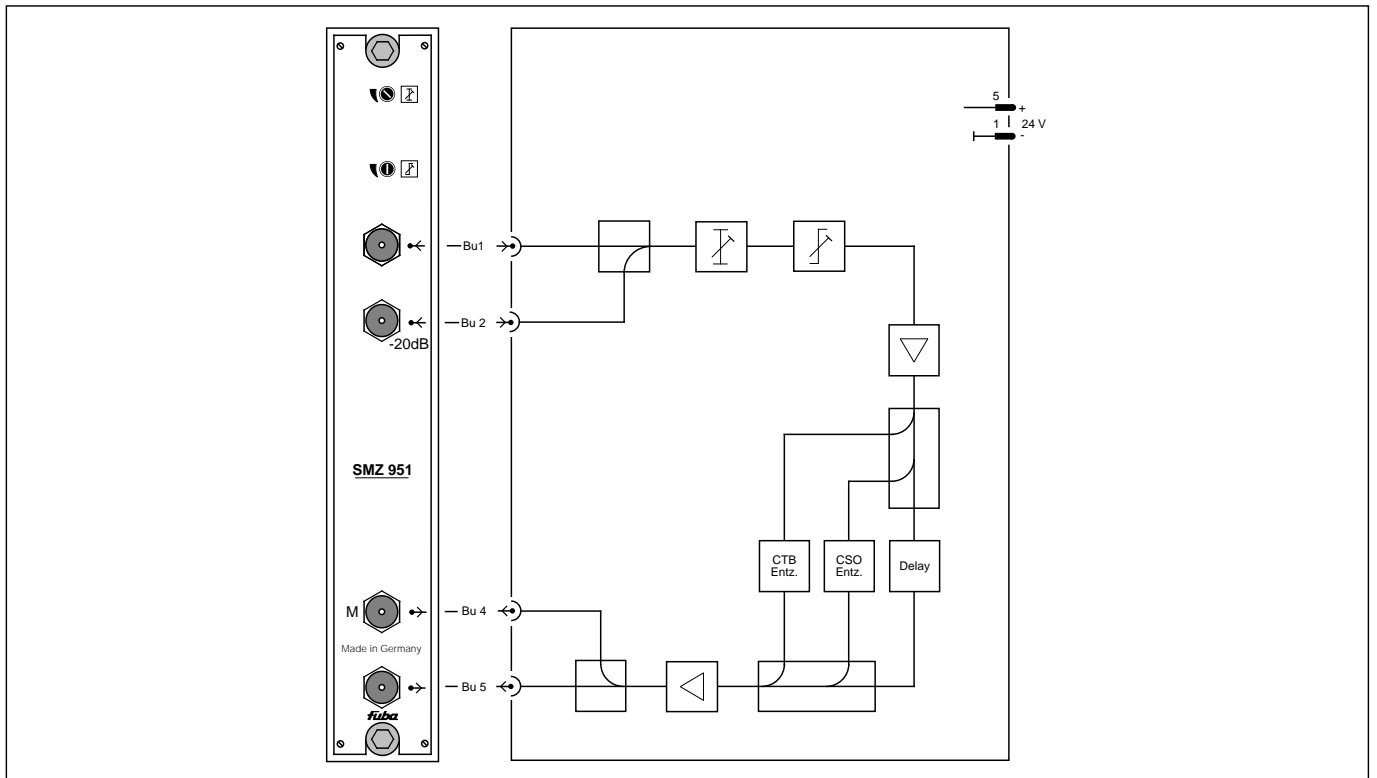 5
+
1 24 V
-
Bu1
Bu 2
-20dB
SMZ 951
CTB
Entz.
CSO
Entz.
Delay
M
Bu 4
Made in Germany
Bu 5
fuba